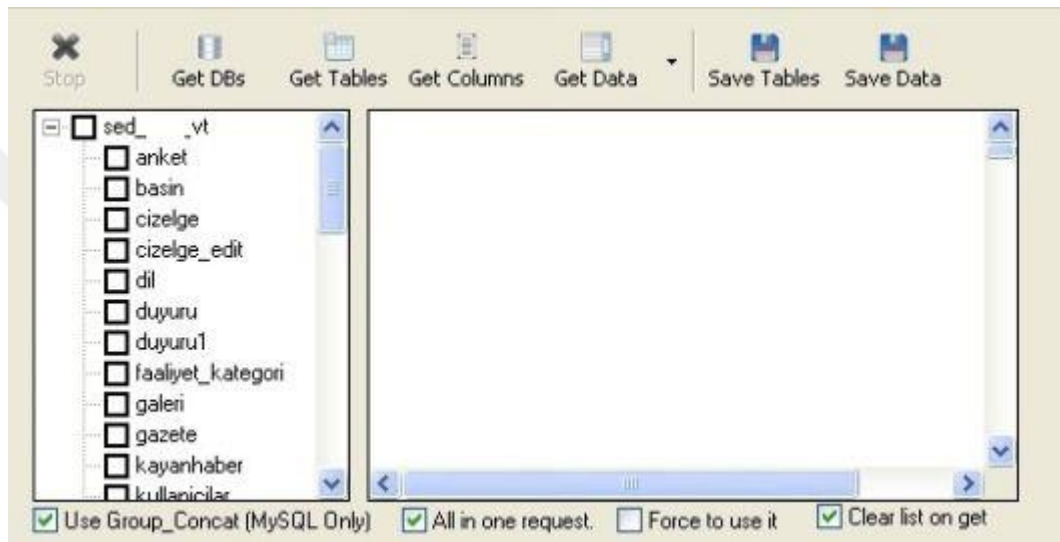 Stop Get DBs Get Tables Get Columns Get Data Save Tables Save Data
sed_ _vt
anket
basin
cizelge
cizelge_edit
dil
duyuru
duyuru1
faaliyet_kategori
galeri
gazete
kayanhaber
kullanicilar
Use Group_Concat (MySQL Only) All in one request. Force to use it Clear list on get